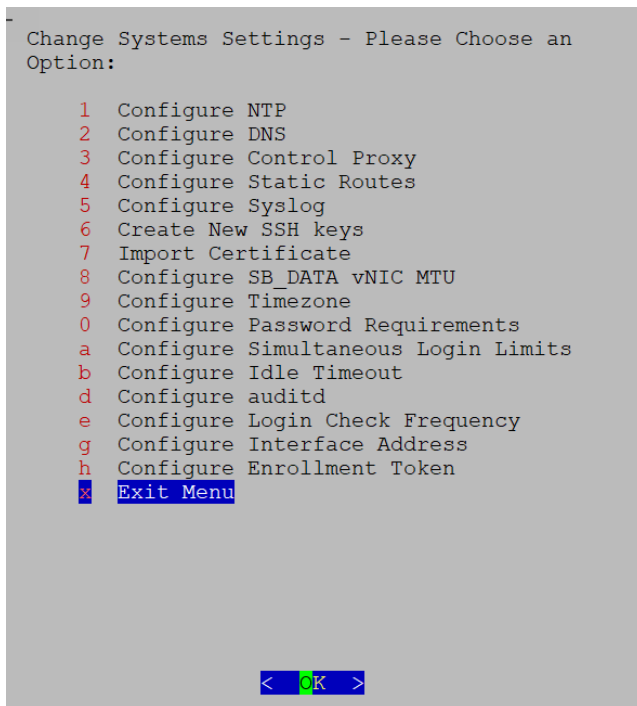 Change Systems Settings - Please Choose an
Option:
1 Configure NTP
2 Configure DNS
3 Configure Control Proxy
4 Configure Static Routes
5 Configure Syslog
6 Create New SSH keys
7 Import Certificate
8 Configure SB_DATA vNIC MTU
9 Configure Timezone
0 Configure Password Requirements
a Configure Simultaneous Login Limits
b Configure Idle Timeout
d Configure auditd
e Configure Login Check Frequency
g Configure Interface Address
h Configure Enrollment Token
x Exit Menu
< OK >